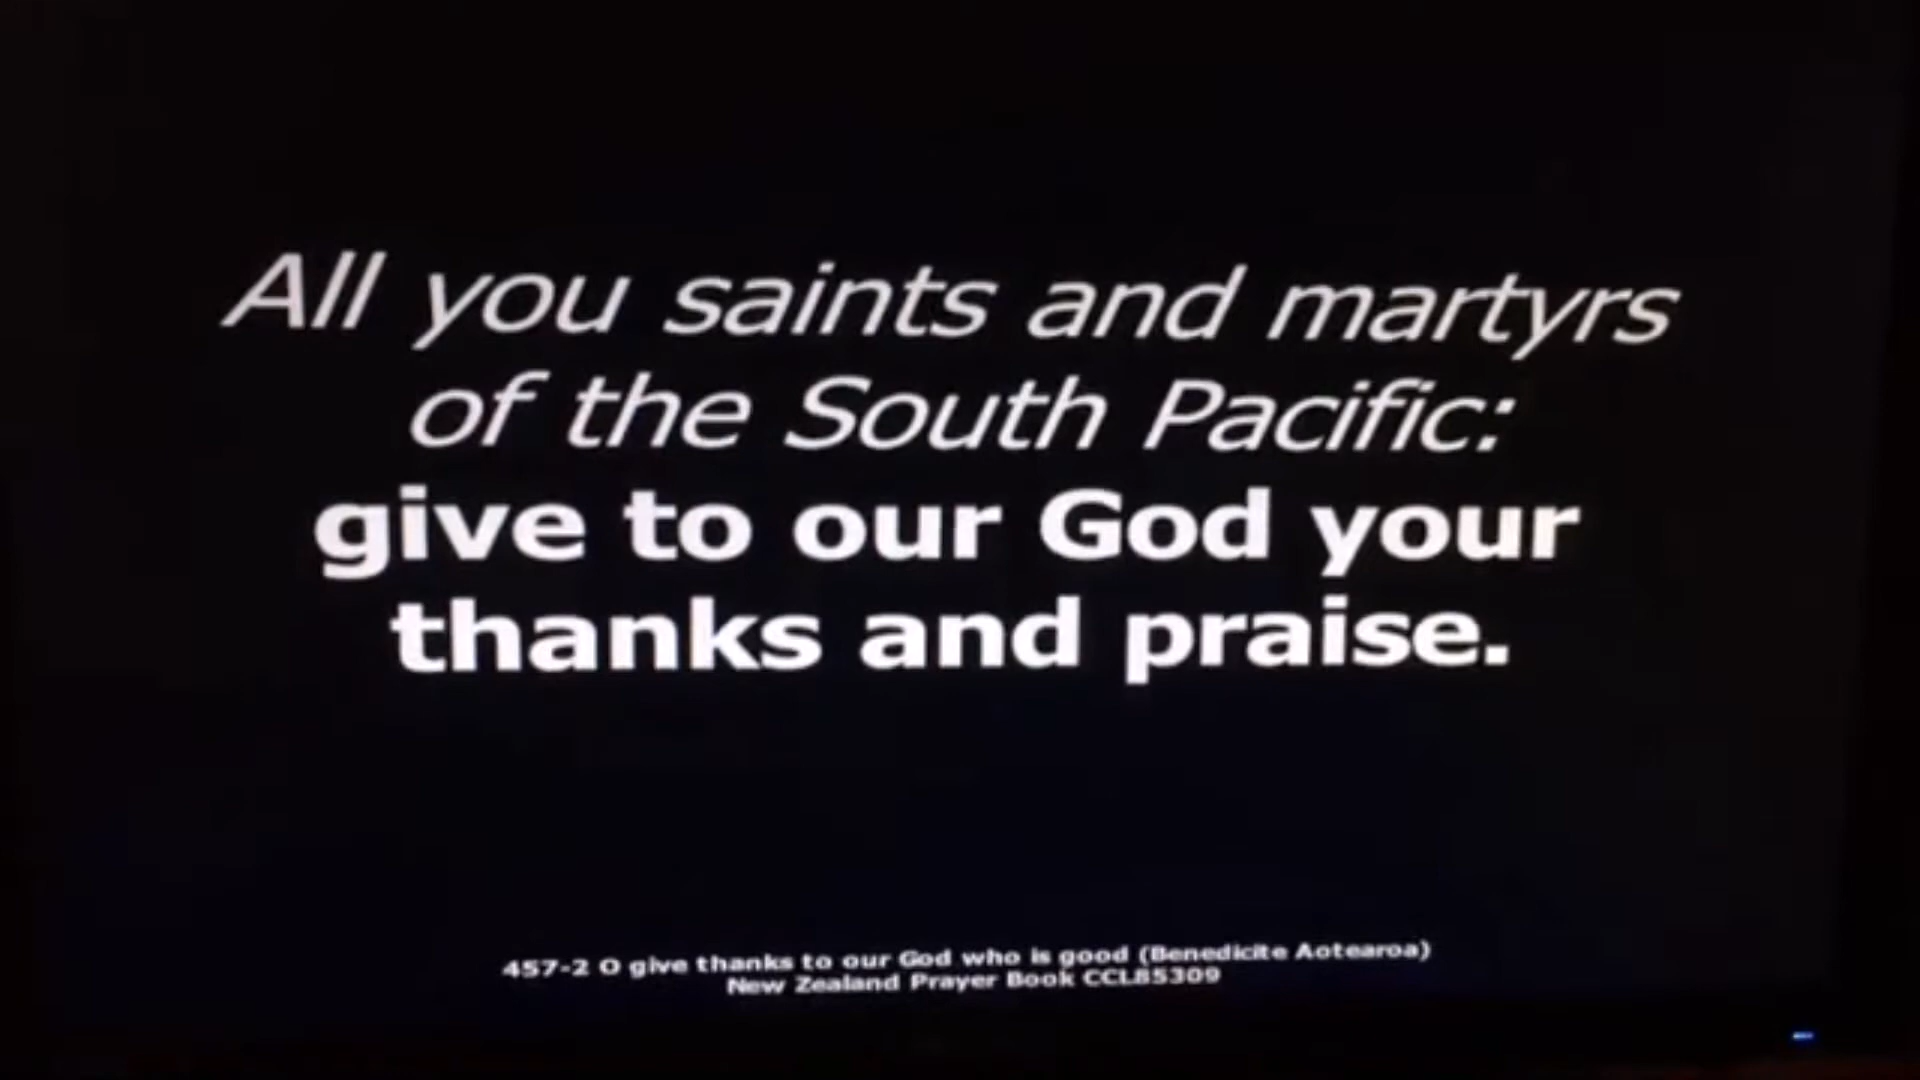 All you saints and martyrs
of the South Pacific:
give to our God your
thanks and praise.
457-2 O give thanks to our God who is good (Benedicite Aotearoa)
New Zealand Prayer Book CCL85309